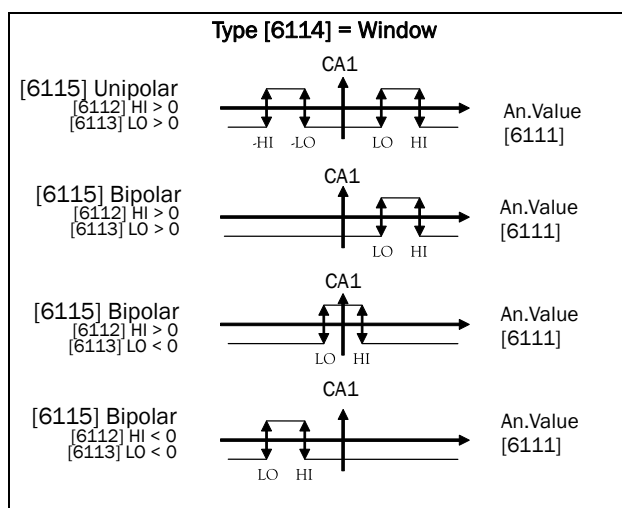 Type [6114] = Window
CA1
[6115] Unipolar
[6112] HI > 0
[6113] LO > 0
An.Value
[6111]
-HI -LO LO HI
CA1
[6115] Bipolar
[6112] HI > 0
[6113] LO > 0
An.Value
[6111]
LO HI
CA1
[6115] Bipolar
[6112] HI > 0
[6113] LO < 0
An.Value
[6111]
LO HI
CA1
[6115] Bipolar
[6112] HI < 0
[6113] LO < 0
An.Value
[6111]
LO HI